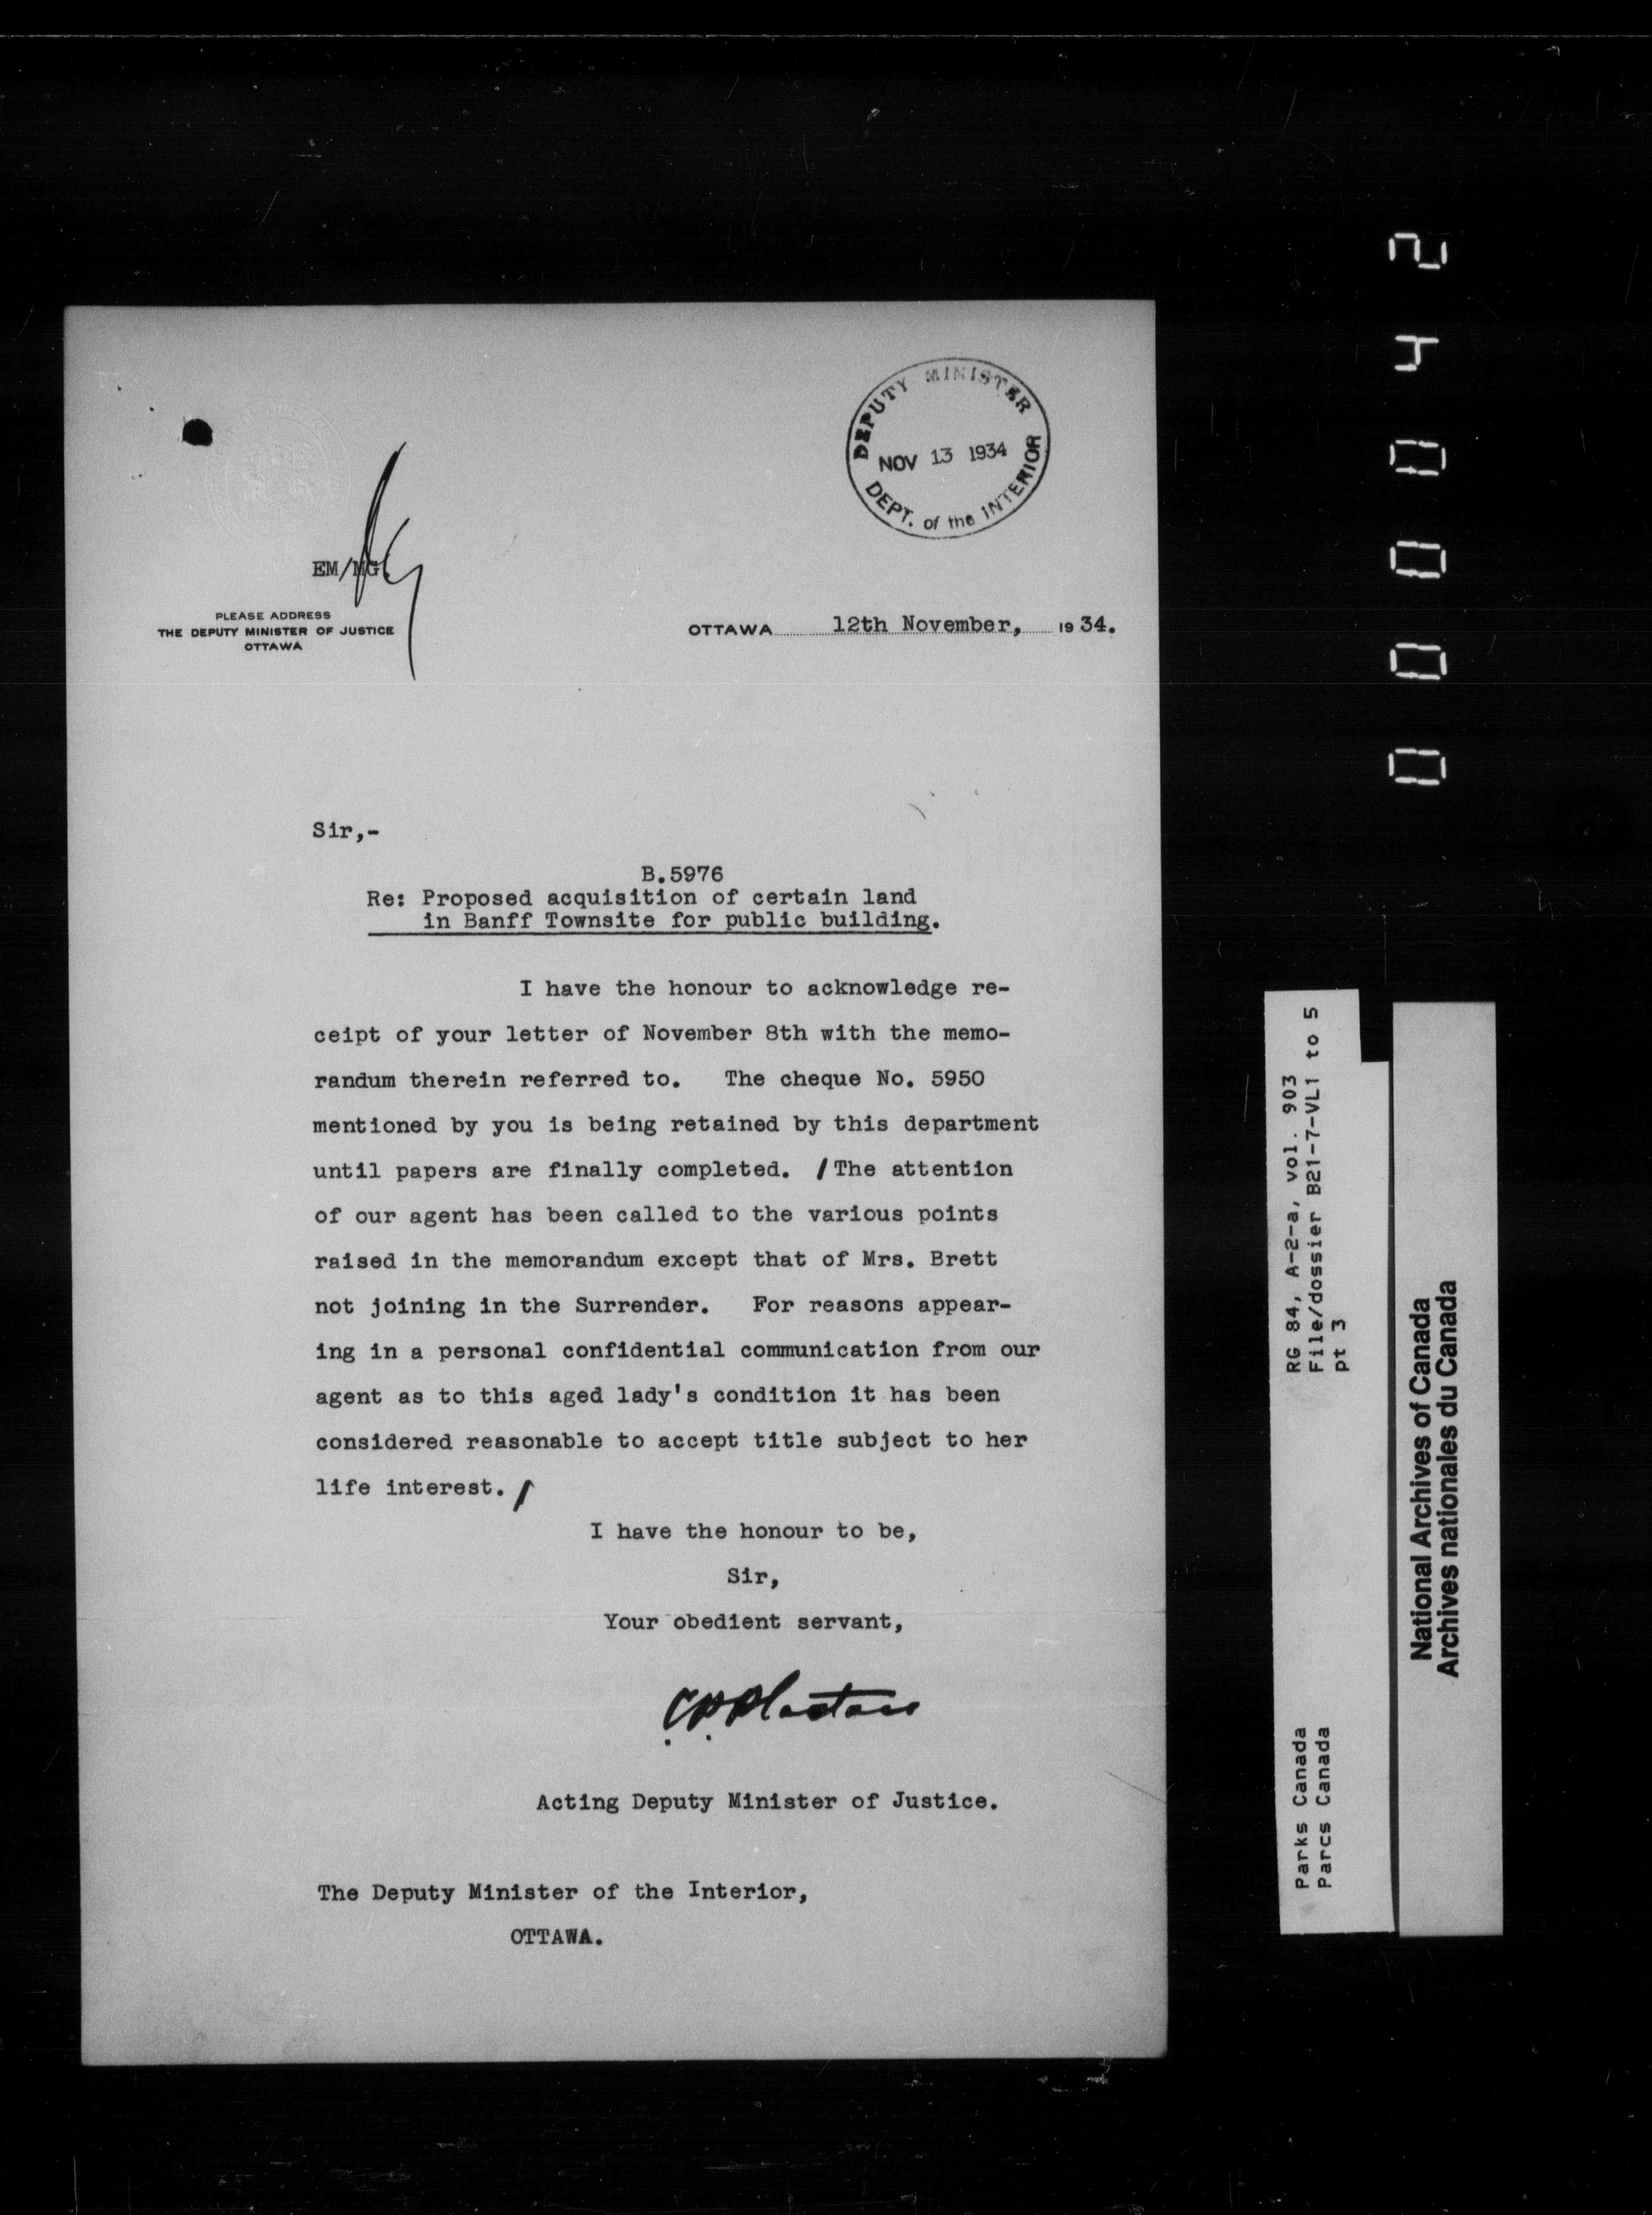 DEPUTY MINISTER
NOV 13 1934
DEPT. of the INTERIOR
EM/MG.
PLEASE ADDRESS
THE DEPUTY MINISTER OF JUSTICE
OTTAWA
OTTAWA 12th November, 1934.
Sir,-
B.5976
Re: Proposed acquisition of certain land
in Banff Townsite for public building.
I have the honour to acknowledge re-
ceipt of your letter of November 8th with the memo-
randum therein referred to. The cheque No. 5950
mentioned by you is being retained by this department
until papers are finally completed. /The attention
of our agent has been called to the various points
raised in the memorandum except that of Mrs. Brett
not joining in the Surrender. For reasons appear-
ing in a personal confidential communication from our
agent as to this aged lady's condition it has been
considered reasonable to accept title subject to her
life interest. /
I have the honour to be,
Sir,
Your obedient servant,
Acting Deputy Minister of Justice.
The Deputy Minister of the Interior,
OTTAWA.
000042
RG 84, A-2-a, vol. 903
File/dossier B21-7-VL1 to 5
pt 3
Parks Canada
Parcs Canada
National Archives of Canada
Archives nationales du Canada